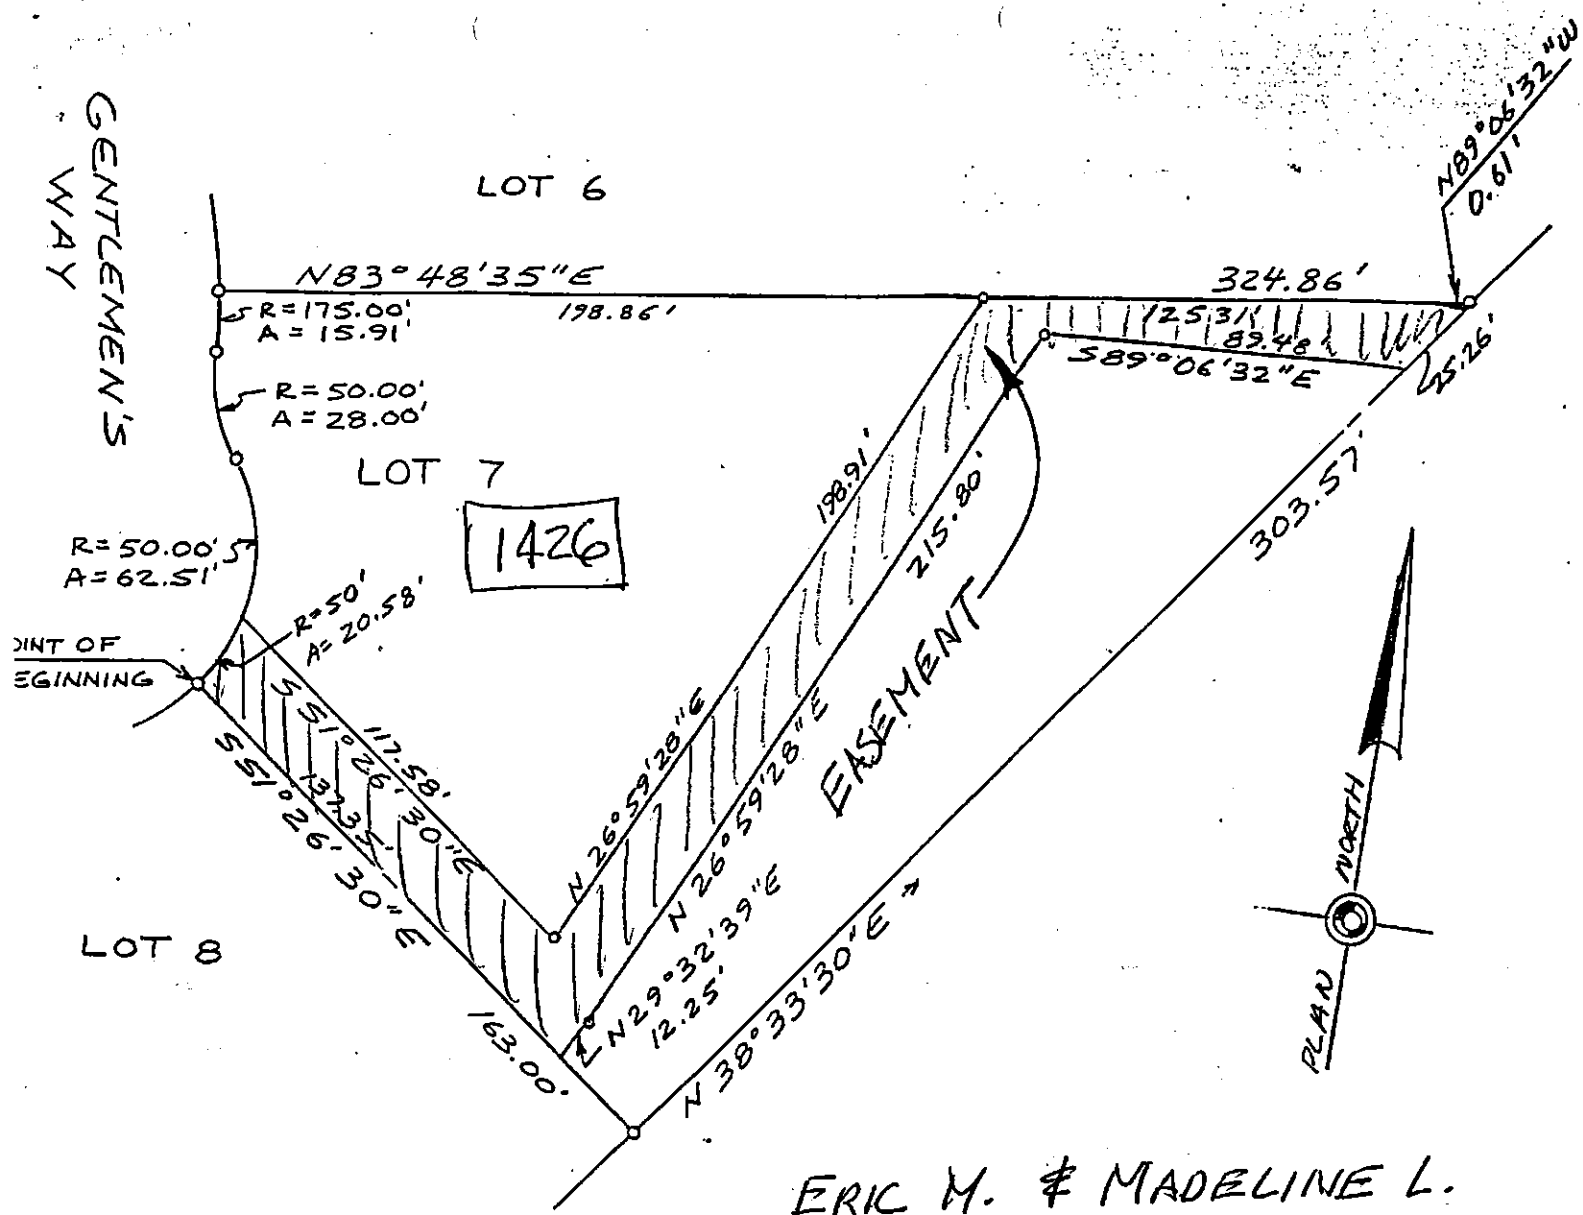 GENTLEMEN'S
WAY
LOT 6
N89°06'32"W
0.61'
N83°48'35"E
324.86'
198.86'
125.31'
R=175.00'
A=15.91'
89.48'
S89°06'32"E
25.26'
R=50.00'
A=28.00'
LOT 7
1426
198.91'
215.80'
303.57'
R=50.00'
A=62.51'
R=50'
A=20.58'
OINT OF
EGINNING
EASEMENT
S51°26'30"E
117.58'
137.35'
S51°26'30"E
N26°59'28"E
N26°59'28"E
N29°32'39"E
12.25'
N38°33'30"E
LOT 8
163.00'
PLAN NORTH
ERIC M. & MADELINE L.